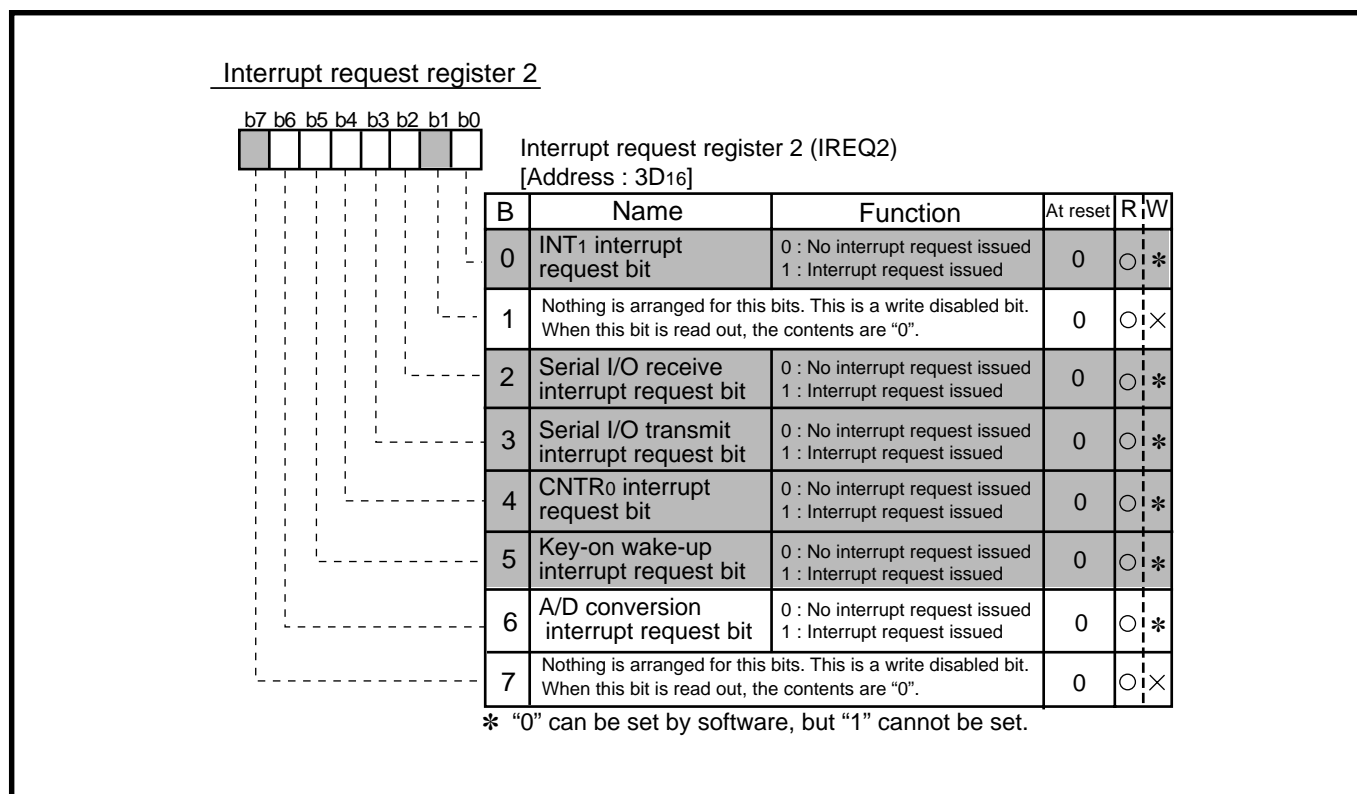 Interrupt request register 2
b7 b6 b5 b4 b3 b2 b1 b0
Interrupt request register 2 (IREQ2)
[Address : 3D16]
B Name Function At reset R W
0 INT1 interrupt request bit 0 : No interrupt request issued 0 ○ ✻
1 : Interrupt request issued
1 Nothing is arranged for this bits. This is a write disabled bit. 0 ○ ×
When this bit is read out, the contents are “0”.
2 Serial I/O receive interrupt request bit 0 : No interrupt request issued 0 ○ ✻
1 : Interrupt request issued
3 Serial I/O transmit interrupt request bit 0 : No interrupt request issued 0 ○ ✻
1 : Interrupt request issued
4 CNTR0 interrupt request bit 0 : No interrupt request issued 0 ○ ✻
1 : Interrupt request issued
5 Key-on wake-up interrupt request bit 0 : No interrupt request issued 0 ○ ✻
1 : Interrupt request issued
6 A/D conversion interrupt request bit 0 : No interrupt request issued 0 ○ ✻
1 : Interrupt request issued
7 Nothing is arranged for this bits. This is a write disabled bit. 0 ○ ×
When this bit is read out, the contents are “0”.
✻ “0” can be set by software, but “1” cannot be set.